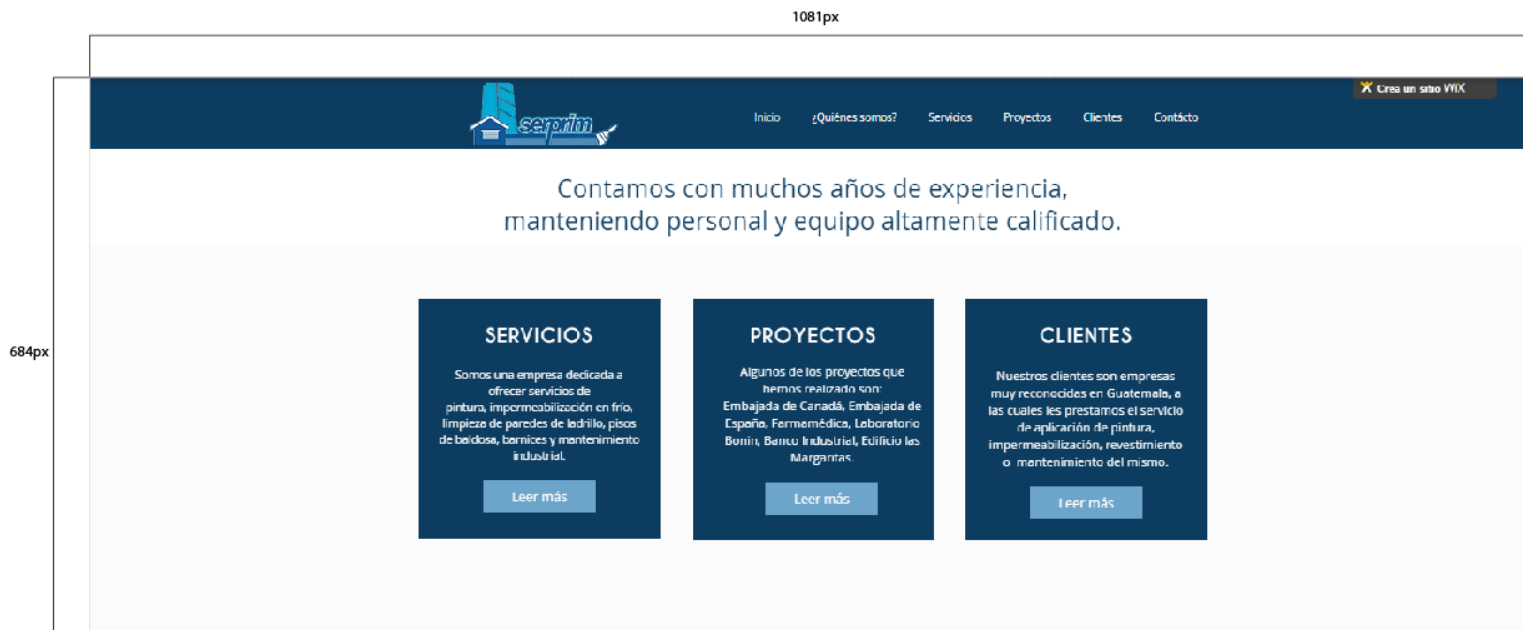 1081px
Crea un sitio WiX
serprim
Inicio ¿Quiénes somos? Servicios Proyectos Clientes Contácto
Contamos con muchos años de experiencia,
manteniendo personal y equipo altamente calificado.
684px
SERVICIOS
Somos una empresa dedicada a
ofrecer servicios de
pintura, impermeabilización en frío,
limpieza de paredes de ladrillo, pisos
de baldosa, barnices y mantenimiento
industrial.
Leer más
PROYECTOS
Algunos de los proyectos que
hemos realizado son:
Embajada de Canadá, Embajada de
España, Farmamédica, Laboratorio
Bonin, Banco Industrial, Edificio las
Margaritas.
Leer más
CLIENTES
Nuestros clientes son empresas
muy reconocidas en Guatemala, a
las cuales les prestamos el servicio
de aplicación de pintura,
impermeabilización, revestimiento
o mantenimiento del mismo.
Leer más